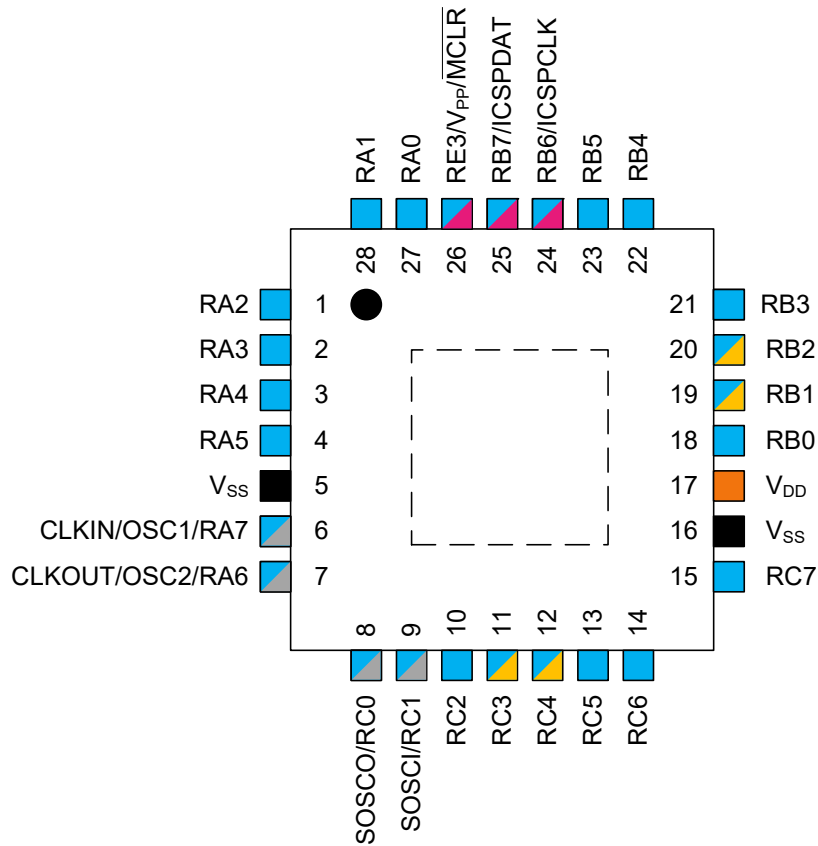 RA1
RA0
RE3/VPP/MCLR
RB7/ICSPDAT
RB6/ICSPCLK
RB5
RB4
28
27
26
25
24
23
22
RA2 1
RA3 2
RA4 3
RA5 4
VSS 5
CLKIN/OSC1/RA7 6
CLKOUT/OSC2/RA6 7
21 RB3
20 RB2
19 RB1
18 RB0
17 VDD
16 VSS
15 RC7
8
9
10
11
12
13
14
SOSCO/RC0
SOSCI/RC1
RC2
RC3
RC4
RC5
RC6